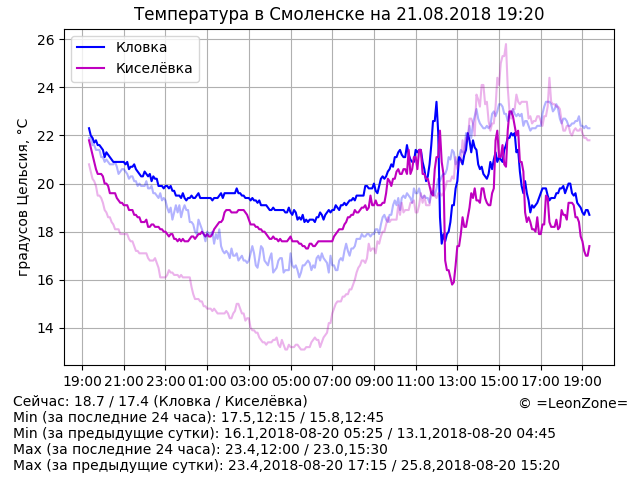 Температура в Смоленске на 21.08.2018 19:20
Кловка
Киселёвка
градусов Цельсия, °C
26
24
22
20
18
16
14
19:00 21:00 23:00 01:00 03:00 05:00 07:00 09:00 11:00 13:00 15:00 17:00 19:00
Сейчас: 18.7 / 17.4 (Кловка / Киселёвка)
© =LeonZone=
Min (за последние 24 часа): 17.5,12:15 / 15.8,12:45
Min (за предыдущие сутки): 16.1,2018-08-20 05:25 / 13.1,2018-08-20 04:45
Max (за последние 24 часа): 23.4,12:00 / 23.0,15:30
Max (за предыдущие сутки): 23.4,2018-08-20 17:15 / 25.8,2018-08-20 15:20